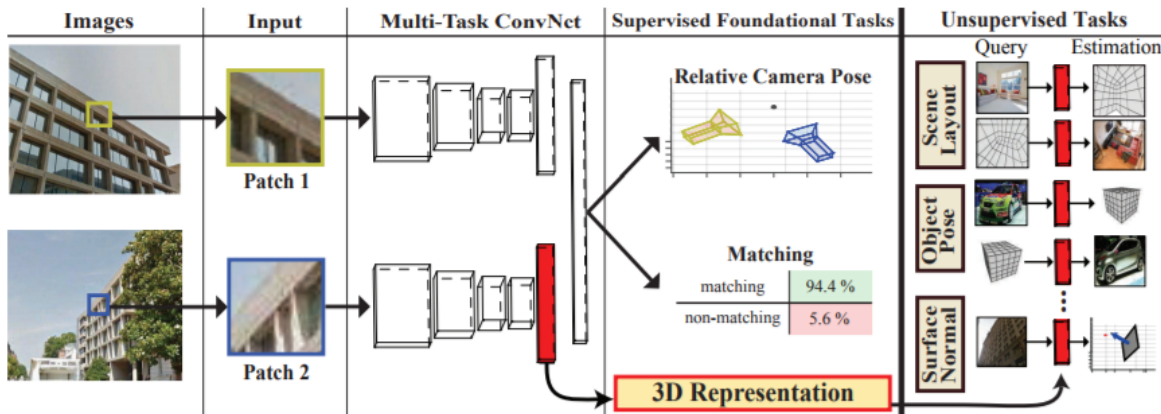 Images
Input
Multi-Task ConvNct
Supervised Foundational Tasks
Unsupervised Tasks
Query
Estimation
Relative Camera Pose
Patch 1
Scene
Layout
Object
Pose
Matching
matching
94.4 %
non-matching
5.6 %
Surface
Normal
Patch 2
3D Representation